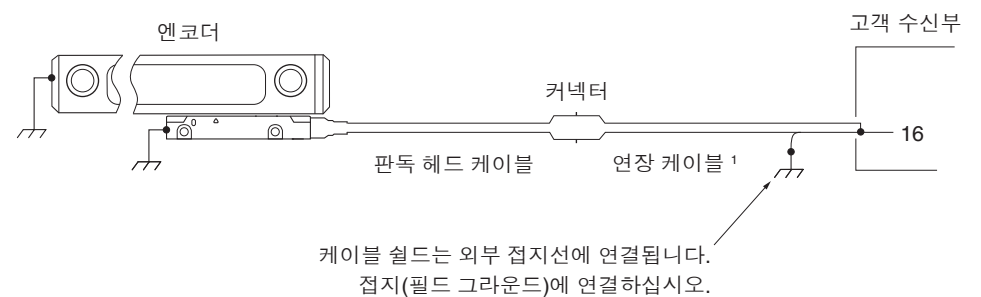 고객 수신부
엔코더
커넥터
16
판독 헤드 케이블
연장 케이블 ¹
케이블 쉴드는 외부 접지선에 연결됩니다.
접지(필드 그라운드)에 연결하십시오.